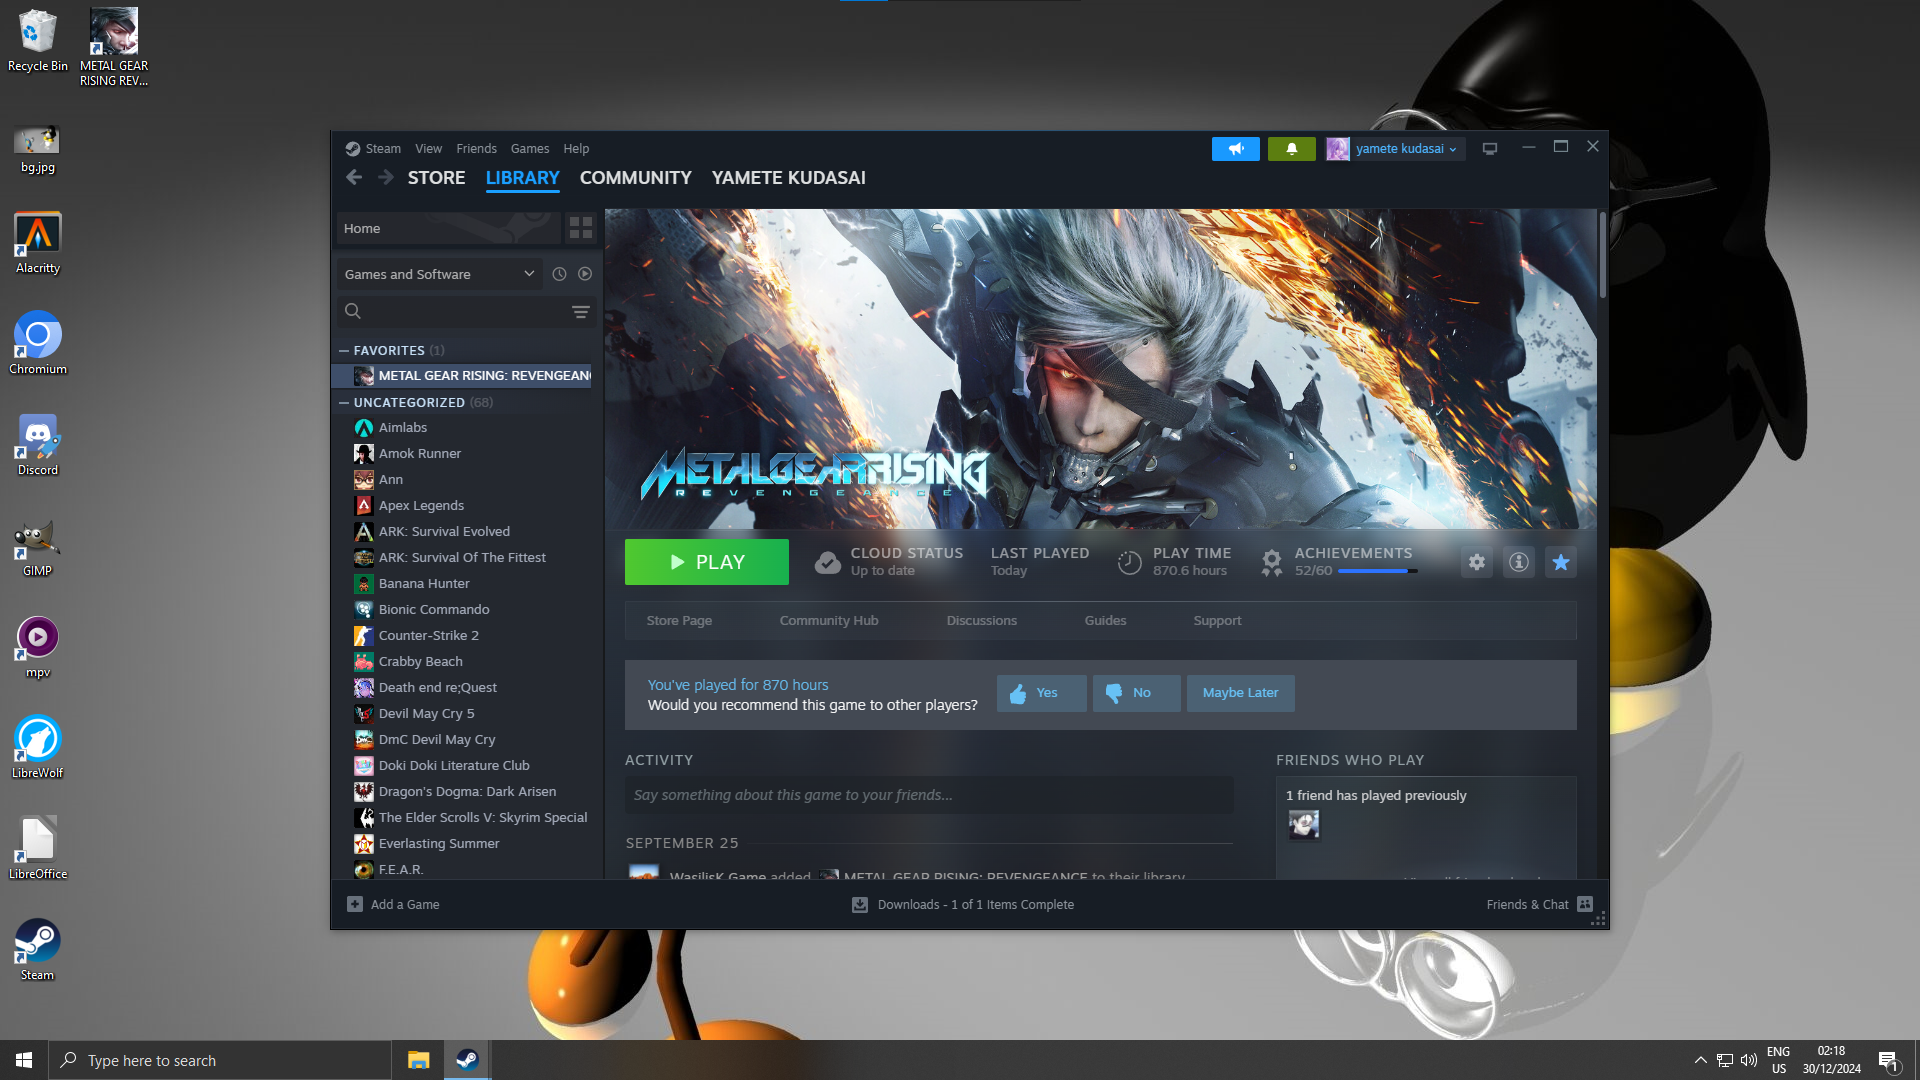 Recycle Bin
METAL GEAR
RISING REV...
bg.jpg
Alacritty
Chromium
Discord
GIMP
mpv
LibreWolf
LibreOffice
Steam
Steam View Friends Games Help
yamete kudasai
STORE LIBRARY COMMUNITY YAMETE KUDASAI
Home
Games and Software
FAVORITES (1)
METAL GEAR RISING: REVENGEAN
UNCATEGORIZED (68)
Aimlabs
Amok Runner
Ann
Apex Legends
ARK: Survival Evolved
ARK: Survival Of The Fittest
Banana Hunter
Bionic Commando
Counter-Strike 2
Crabby Beach
Death end re;Quest
Devil May Cry 5
DmC Devil May Cry
Doki Doki Literature Club
Dragon's Dogma: Dark Arisen
The Elder Scrolls V: Skyrim Special
Everlasting Summer
F.E.A.R.
METAL GEAR RISING
REVENGEANCE
PLAY
CLOUD STATUS
Up to date
LAST PLAYED
Today
PLAY TIME
870.6 hours
ACHIEVEMENTS
52/60
Store Page Community Hub Discussions Guides Support
You've played for 870 hours
Would you recommend this game to other players?
Yes No Maybe Later
ACTIVITY
Say something about this game to your friends...
SEPTEMBER 25
WasilisK Game added METAL GEAR RISING: REVENGEANCE to their library
FRIENDS WHO PLAY
1 friend has played previously
Add a Game
Downloads - 1 of 1 Items Complete
Friends & Chat
Type here to search
ENG
US
02:18
30/12/2024
1